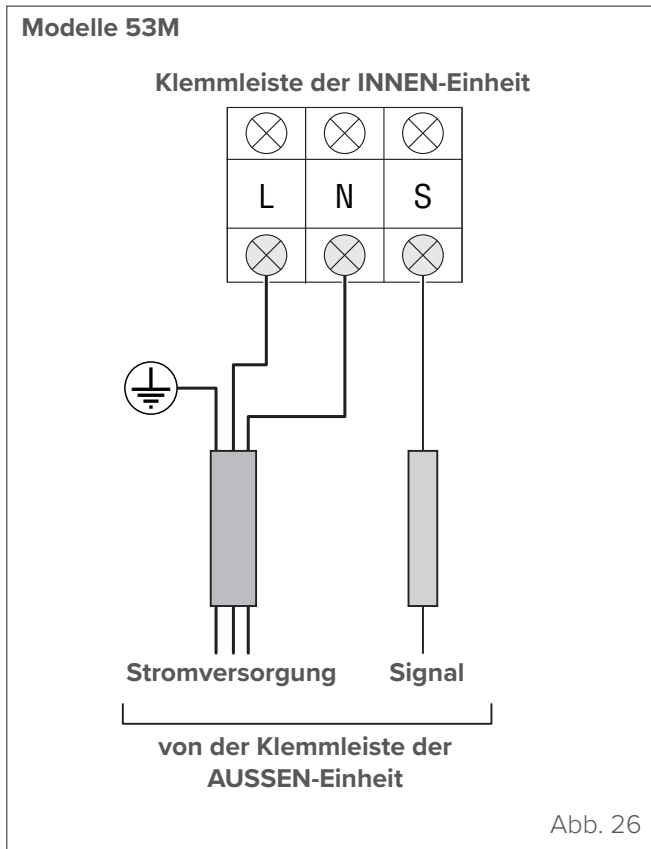 Modelle 53M
Klemmleiste der INNEN-Einheit
L N S
Stromversorgung Signal
von der Klemmleiste der
AUSSEN-Einheit
Abb. 26